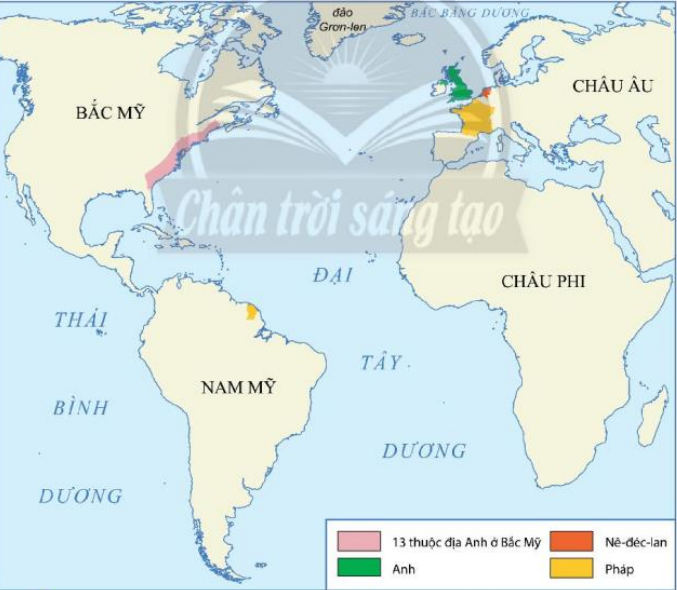 đảo
Grơn-len
BẮC BĂNG DƯƠNG
CHÂU ÂU
BẮC MỸ
Chân trời sáng tạo
ĐẠI
CHÂU PHI
THÁI
TÂY
NAM MỸ
BÌNH
DƯƠNG
DƯƠNG
13 thuộc địa Anh ở Bắc Mỹ
Nê-đéc-lan
Anh
Pháp